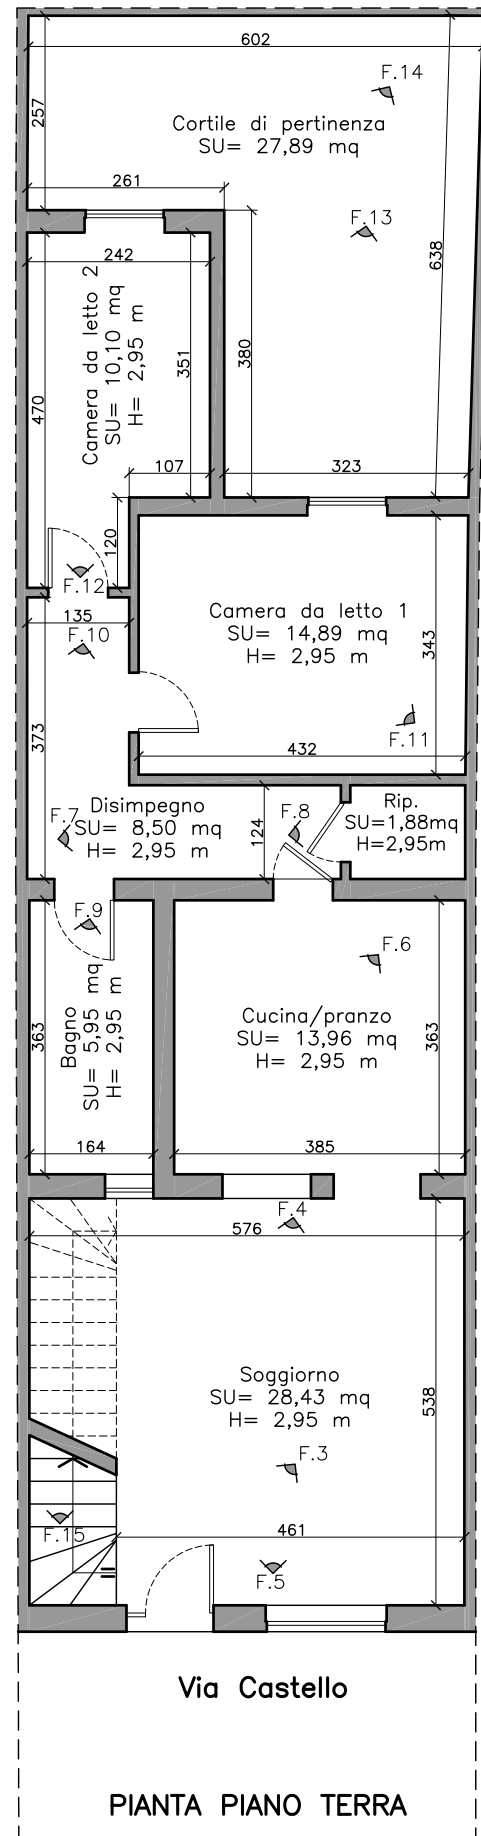 602
F.14
257
Cortile di pertinenza
SU= 27,89 mq
261
F.13
638
242
Camera da letto 2
SU= 10,10 mq
H= 2,95 m
351
380
470
107
323
120
F.12
135
F.10
Camera da letto 1
SU= 14,89 mq
H= 2,95 m
343
F.11
432
373
Disimpegno
SU= 8,50 mq
H= 2,95 m
F.7
124
F.8
Rip.
SU=1,88mq
H=2,95m
F.9
F.6
Bagno
SU= 5,95 mq
H= 2,95 m
363
Cucina/pranzo
SU= 13,96 mq
H= 2,95 m
363
164
385
F.4
576
Soggiorno
SU= 28,43 mq
H= 2,95 m
538
F.3
F.15
461
F.5
Via Castello
PIANTA PIANO TERRA